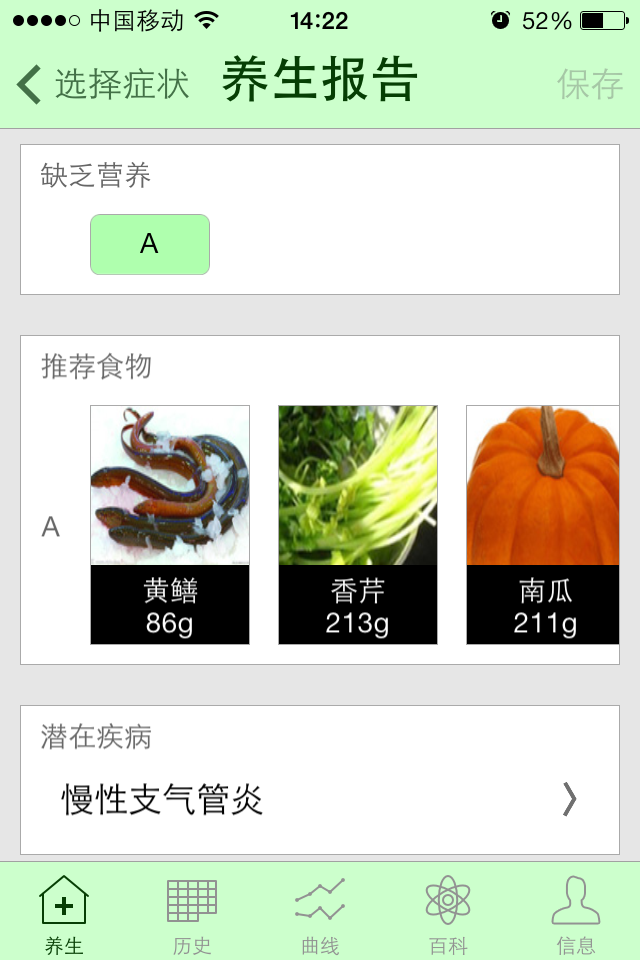 中国移动 14:22 52%
选择症状 养生报告 保存
缺乏营养
A
推荐食物
A
黄鳝 香芹 南瓜
86g 213g 211g
潜在疾病
慢性支气管炎
养生 历史 曲线 百科 信息